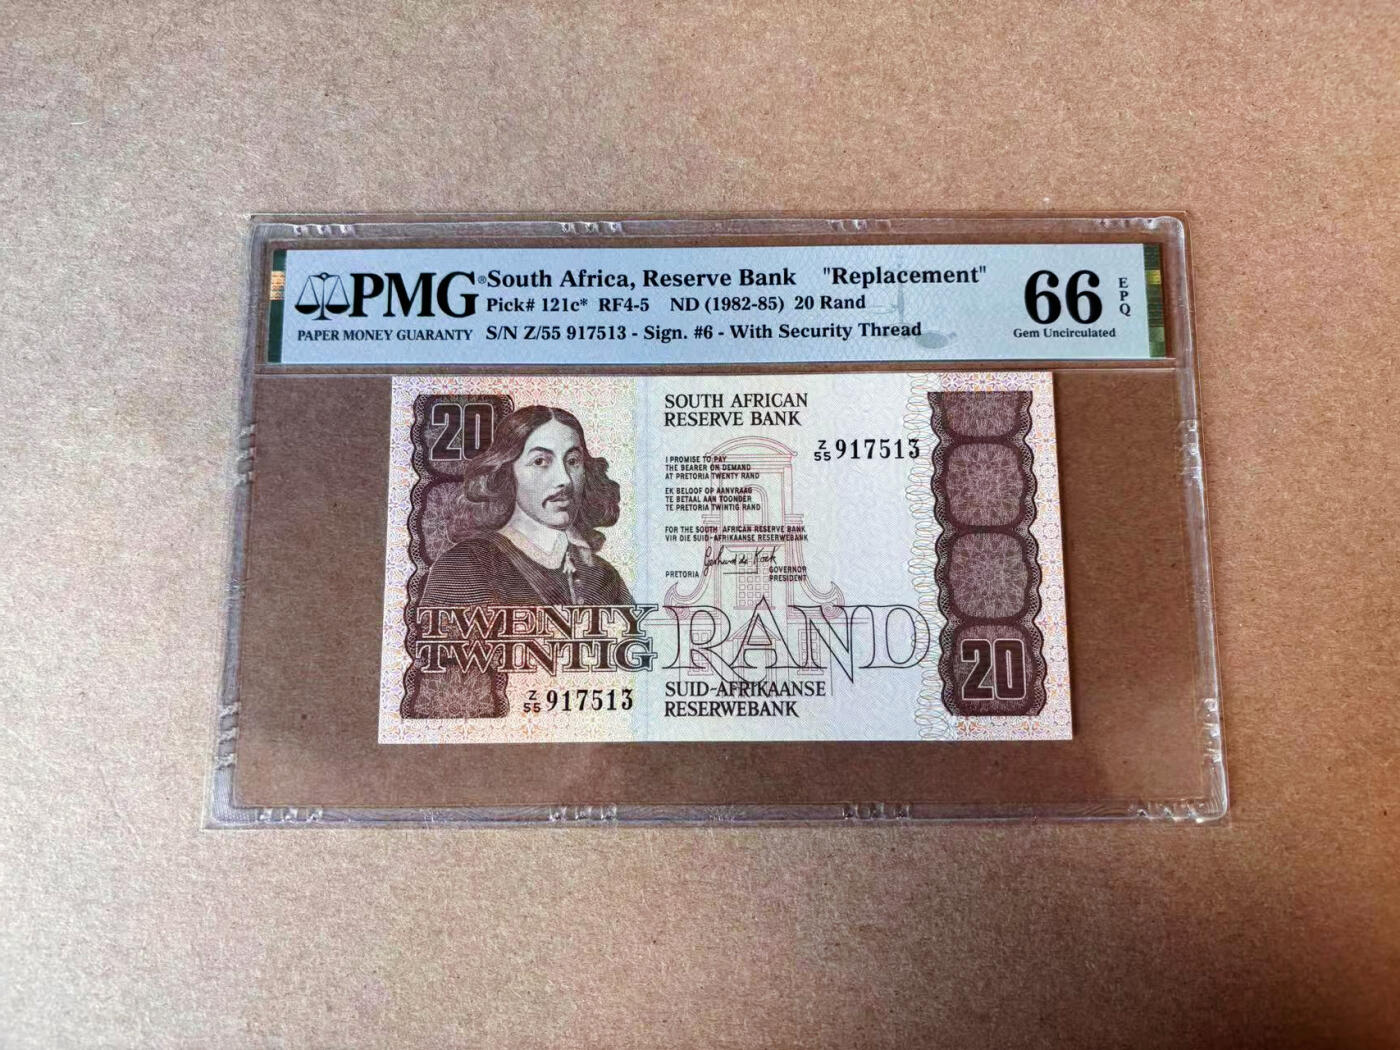 PMG® South Africa, Reserve Bank "Replacement"
Pick# 121c* RF4-5 ND (1982-85) 20 Rand
PAPER MONEY GUARANTY S/N Z/55 917513 - Sign. #6 - With Security Thread
66 EPQ
Gem Uncirculated
20
SOUTH AFRICAN
RESERVE BANK
Z/55 917513
I PROMISE TO PAY
THE BEARER ON DEMAND
AT PRETORIA TWENTY RAND
EK BELOOF OP AANVRAAG
TE BETAAL AAN TOONDER
TE PRETORIA TWINTIG RAND
FOR THE SOUTH AFRICAN RESERVE BANK
VIR DIE SUID-AFRIKAANSE RESERWEBANK
Gerhard de Kock
PRETORIA
GOVERNOR
PRESIDENT
TWENTY
TWINTIG
RAND
SUID-AFRIKAANSE
RESERWEBANK
Z/55 917513
20